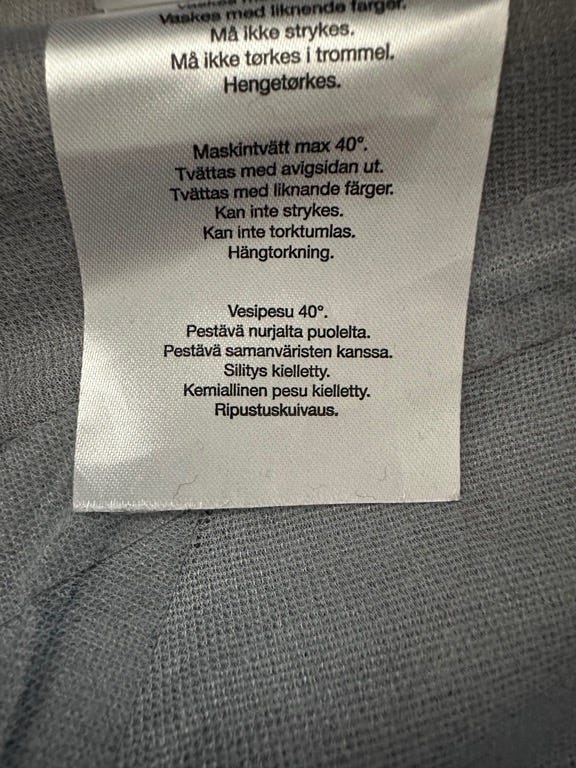 Vaskes med liknende farger.
Må ikke strykes.
Må ikke tørkes i trommel.
Hengetørkes.
Maskintvätt max 40°.
Tvättas med avigsidan ut.
Tvättas med liknande färger.
Kan inte strykes.
Kan inte torktumlas.
Hängtorkning.
Vesipesu 40°.
Pestävä nurjalta puolelta.
Pestävä samanväristen kanssa.
Silitys kielletty.
Kemiallinen pesu kielletty.
Ripustuskuivaus.